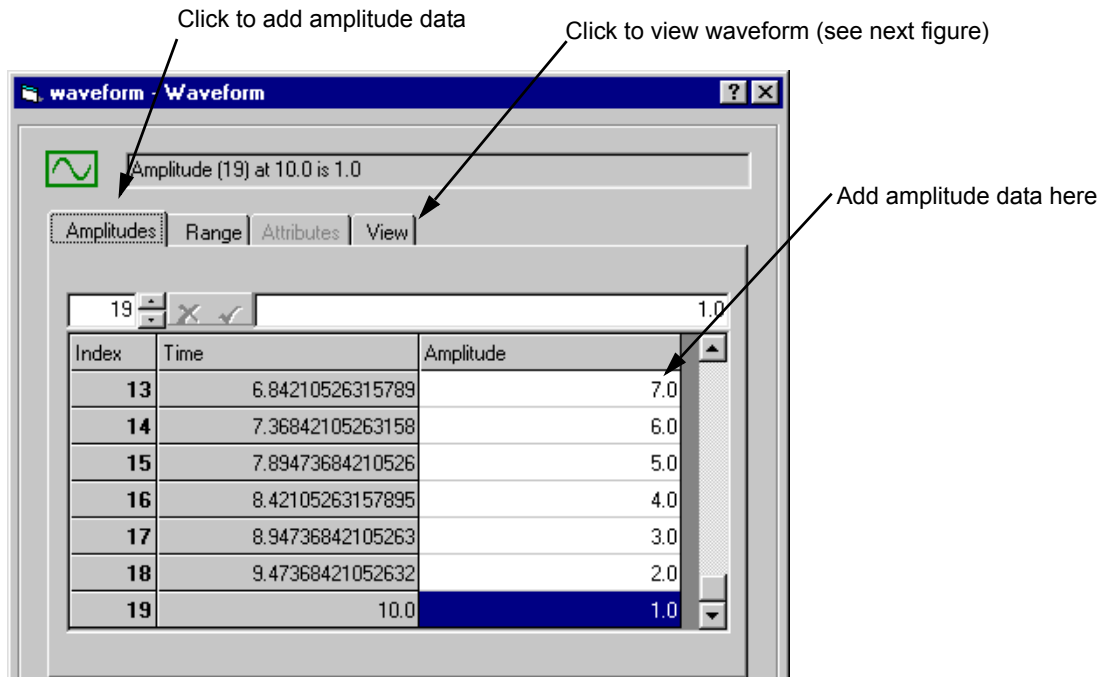 Click to add amplitude data
Click to view waveform (see next figure)
waveform - Waveform
Amplitude (19) at 10.0 is 1.0
Add amplitude data here
Amplitudes Range Attributes View
19 1.0
Index Time Amplitude
13 6.84210526315789 7.0
14 7.36842105263158 6.0
15 7.89473684210526 5.0
16 8.42105263157895 4.0
17 8.94736842105263 3.0
18 9.47368421052632 2.0
19 10.0 1.0